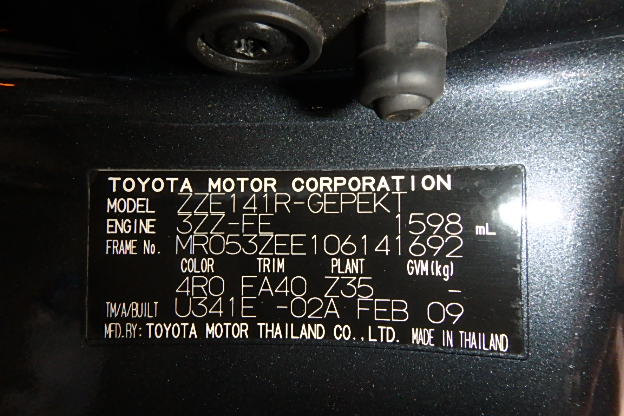 TOYOTA MOTOR CORPORATION
MODEL ZZE141R-GEPEKT
ENGINE 3ZZ-FE 1598 mL
FRAME No. MR053ZEE106141692
COLOR TRIM PLANT GVM(kg)
4R0 FA40 Z35 -
TM/A/BUILT U341E -02A FEB 09
MFD.BY: TOYOTA MOTOR THAILAND CO.,LTD. MADE IN THAILAND